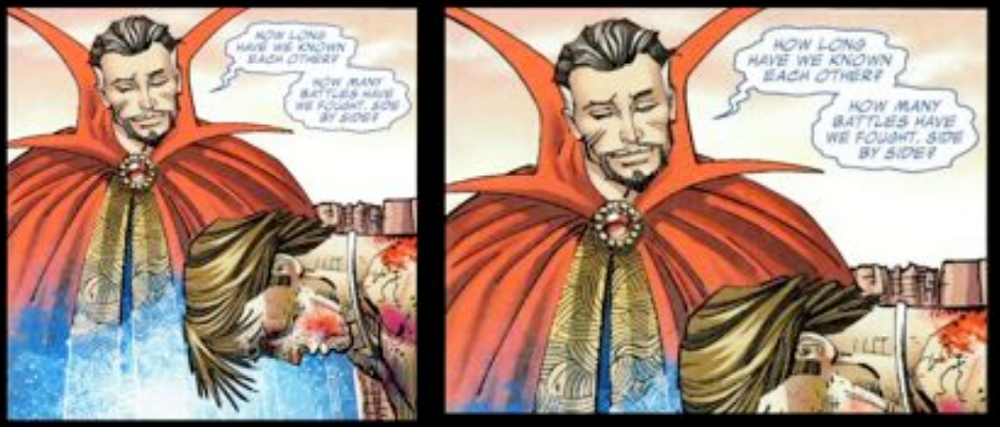 HOW LONG
HAVE WE KNOWN
EACH OTHER?
HOW MANY
BATTLES HAVE
WE FOUGHT, SIDE
BY SIDE?
HOW LONG
HAVE WE KNOWN
EACH OTHER?
HOW MANY
BATTLES HAVE
WE FOUGHT, SIDE
BY SIDE?